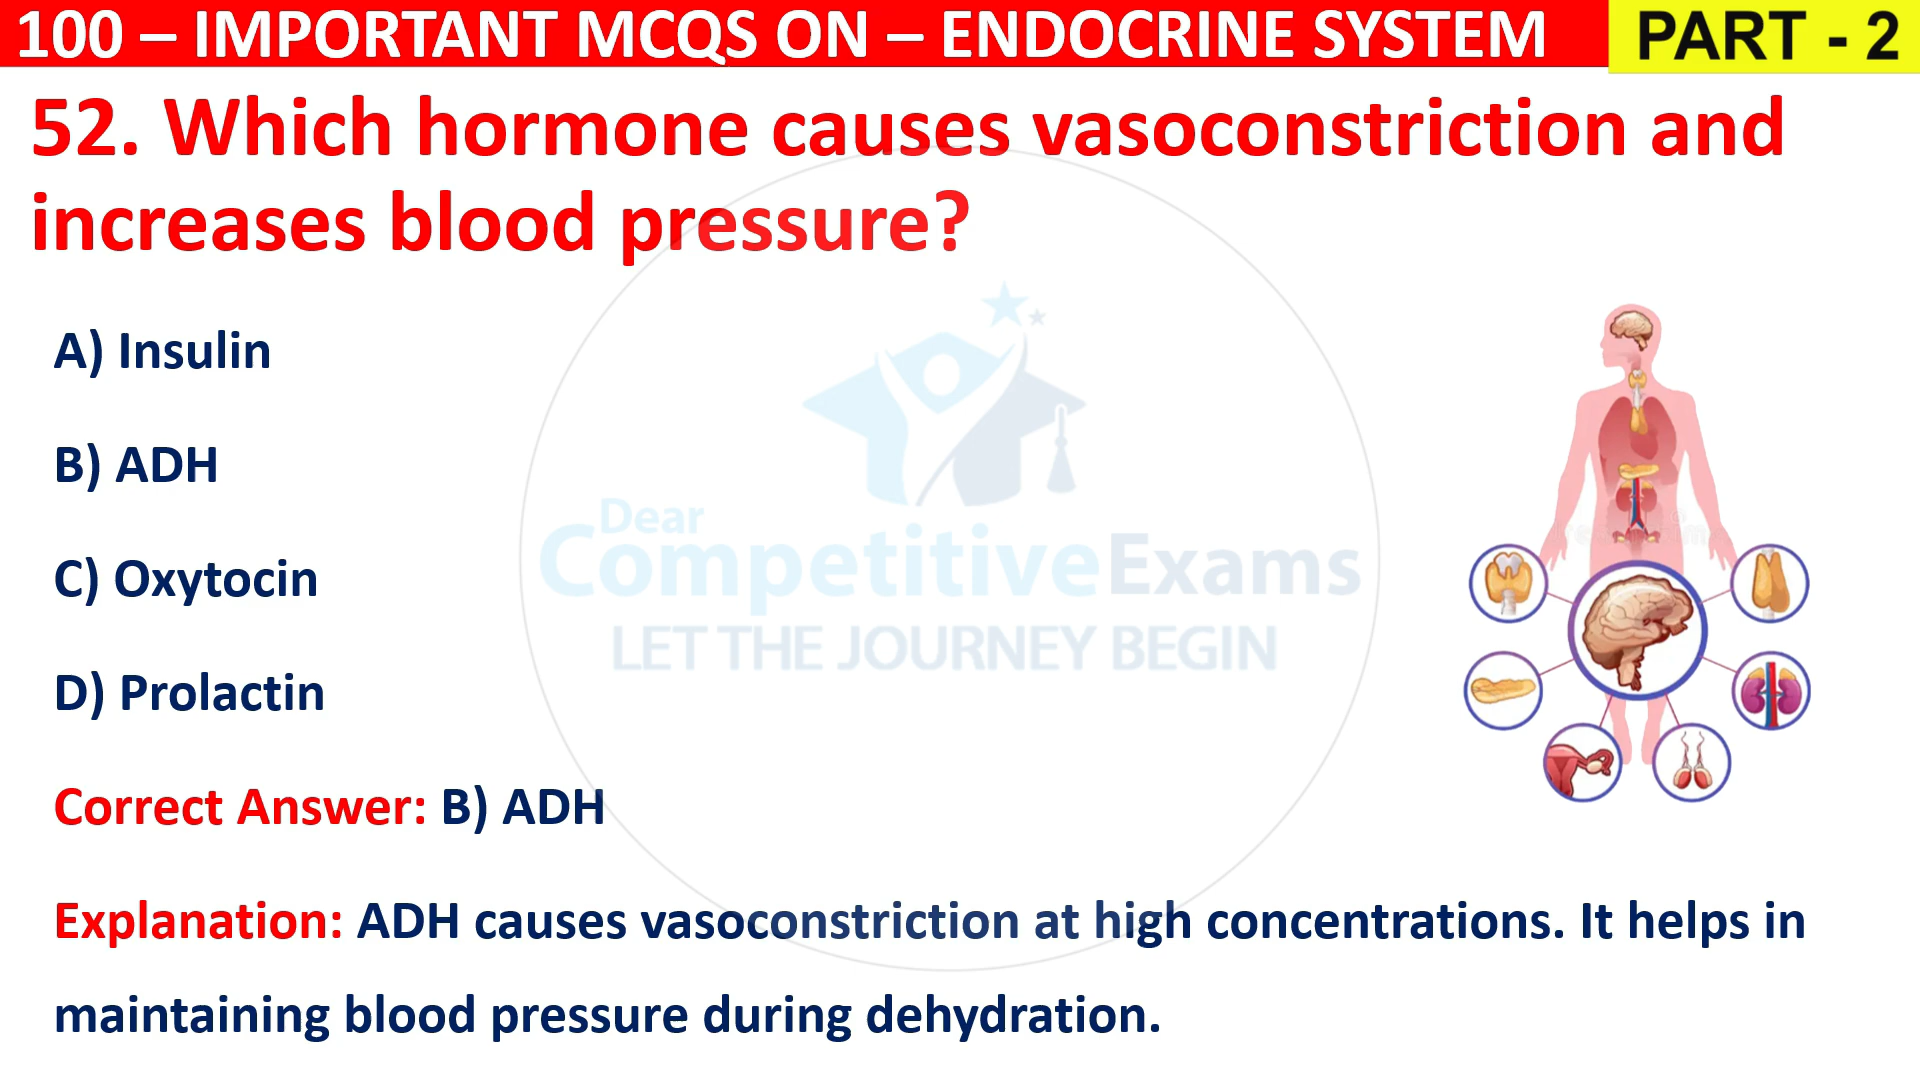 100 – IMPORTANT MCQS ON – ENDOCRINE SYSTEM
PART - 2
52. Which hormone causes vasoconstriction and
increases blood pressure?
A) Insulin
B) ADH
C) Oxytocin
D) Prolactin
Dear
CompetitiveExams
LET THE JOURNEY BEGIN
Correct Answer: B) ADH
Explanation: ADH causes vasoconstriction at high concentrations. It helps in
maintaining blood pressure during dehydration.